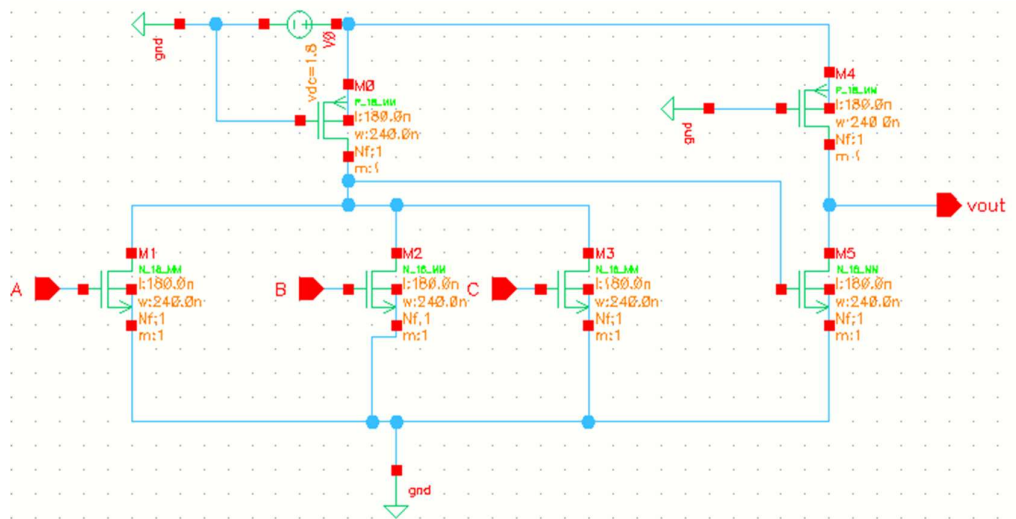 gnd
vdc=1.8
V0
M0
P_18_MM
l:180.0n
w:240.0n
Nf:1
M4
P_18_MM
l:180.0n
w:240.0n
Nf:1
gnd
vout
A
M1
N_18_MM
l:180.0n
w:240.0n
Nf:1
m:1
B
M2
N_18_MM
l:180.0n
w:240.0n
Nf:1
m:1
C
M3
N_18_MM
l:180.0n
w:240.0n
Nf:1
m:1
M5
N_18_MM
l:180.0n
w:240.0n
Nf:1
m:1
gnd